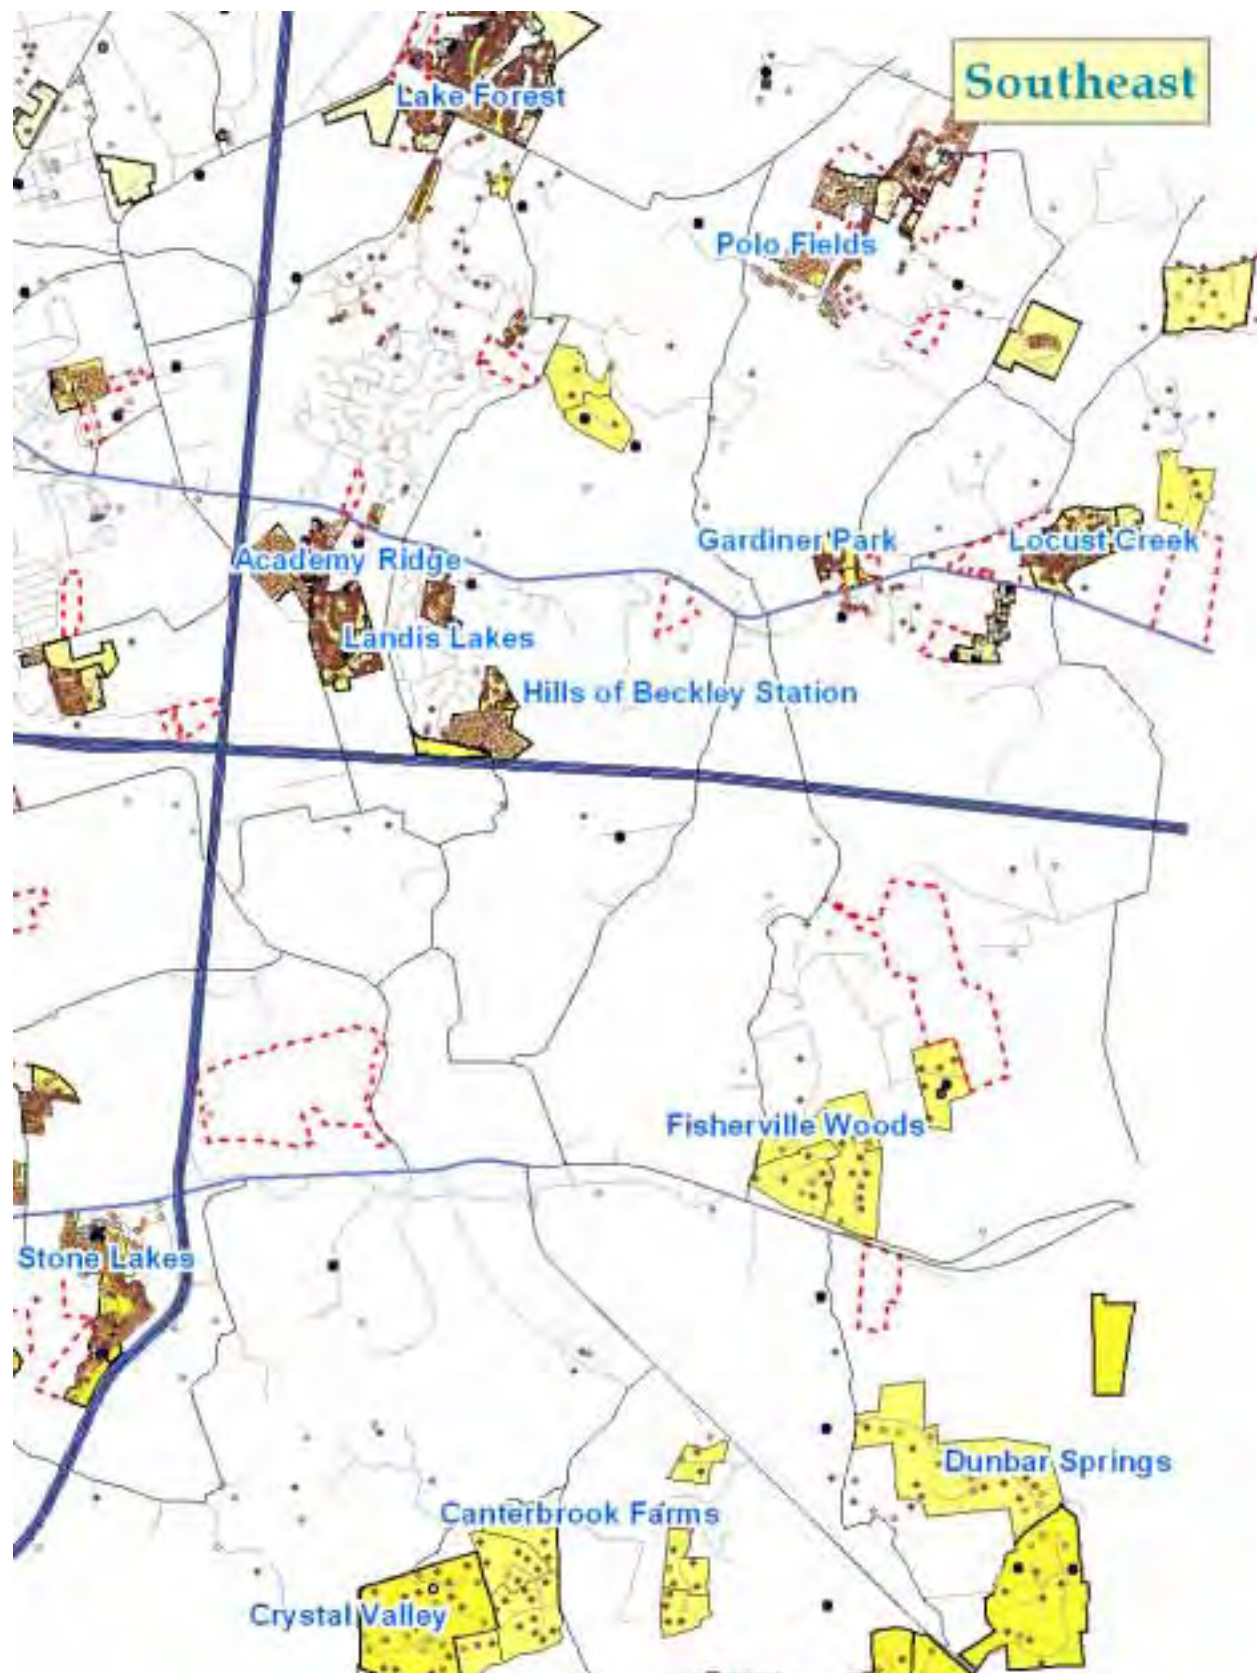 Southeast
Lake Forest
Polo Fields
Gardiner Park
Locust Creek
Academy Ridge
Landis Lakes
Hills of Beckley Station
Fisherville Woods
Stone Lakes
Dunbar Springs
Canterbrook Farms
Crystal Valley